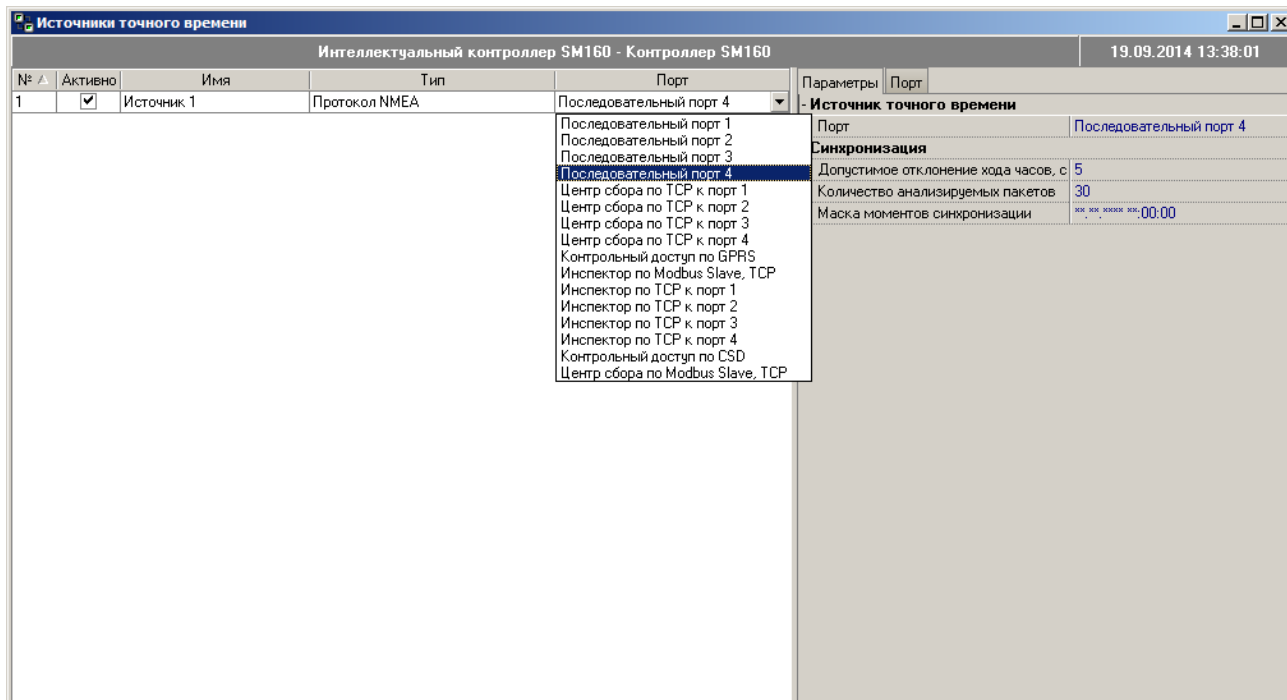 Источники точного времени
Интеллектуальный контроллер SM160 - Контроллер SM160
19.09.2014 13:38:01
№ Активно Имя Тип Порт
1 Источник 1 Протокол NMEA Последовательный порт 4
Последовательный порт 1
Последовательный порт 2
Последовательный порт 3
Последовательный порт 4
Центр сбора по TCP к порт 1
Центр сбора по TCP к порт 2
Центр сбора по TCP к порт 3
Центр сбора по TCP к порт 4
Контрольный доступ по GPRS
Инспектор по Modbus Slave, TCP
Инспектор по TCP к порт 1
Инспектор по TCP к порт 2
Инспектор по TCP к порт 3
Инспектор по TCP к порт 4
Контрольный доступ по CSD
Центр сбора по Modbus Slave, TCP
Параметры Порт
- Источник точного времени
Порт Последовательный порт 4
Синхронизация
Допустимое отклонение хода часов, с 5
Количество анализируемых пакетов 30
Маска моментов синхронизации **.**.**** **:00:00